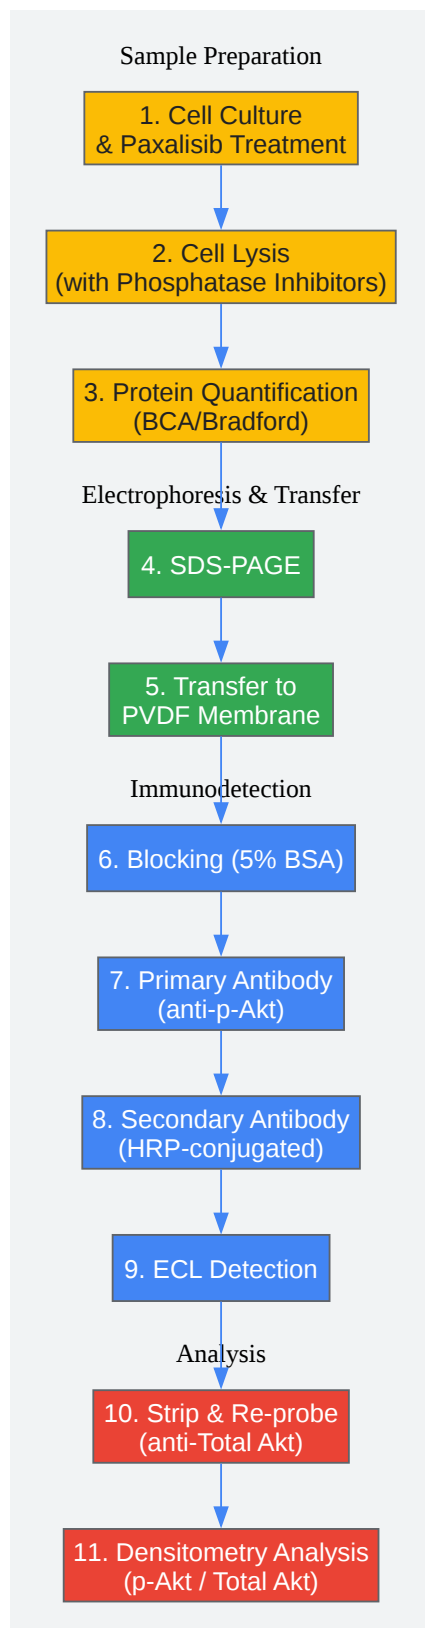 Sample Preparation
1. Cell Culture
& Paxalisib Treatment
2. Cell Lysis
(with Phosphatase Inhibitors)
3. Protein Quantification
(BCA/Bradford)
Electrophoresis & Transfer
4. SDS-PAGE
5. Transfer to
PVDF Membrane
Immunodetection
6. Blocking (5% BSA)
7. Primary Antibody
(anti-p-Akt)
8. Secondary Antibody
(HRP-conjugated)
9. ECL Detection
Analysis
10. Strip & Re-probe
(anti-Total Akt)
11. Densitometry Analysis
(p-Akt / Total Akt)